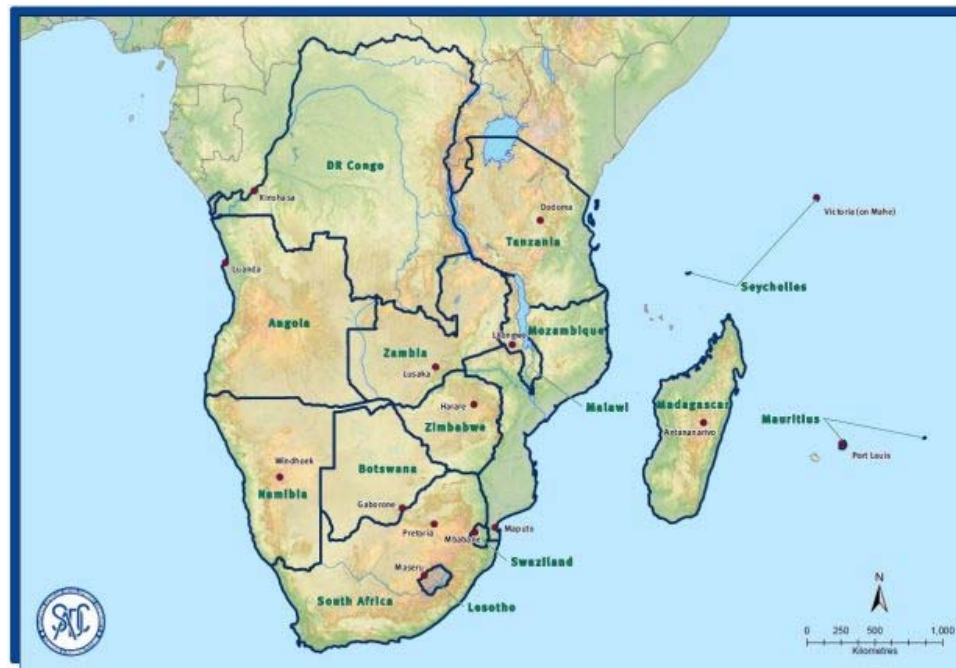 DR Congo
Kinshasa
Dodoma
Victoria (on Mahe)
Tanzania
Luanda
Seychelles
Angola
Mozambique
Lilongwe
Zambia
Lusaka
Malawi
Madagascar
Harare
Mauritius
Zimbabwe
Antananarivo
Windhoek
Botswana
Port Louis
Namibia
Gaborone
Pretoria
Maputo
Mbabane
Swaziland
Maseru
South Africa
Lesotho
N
SADC
0 250 500 1,000
Kilometres